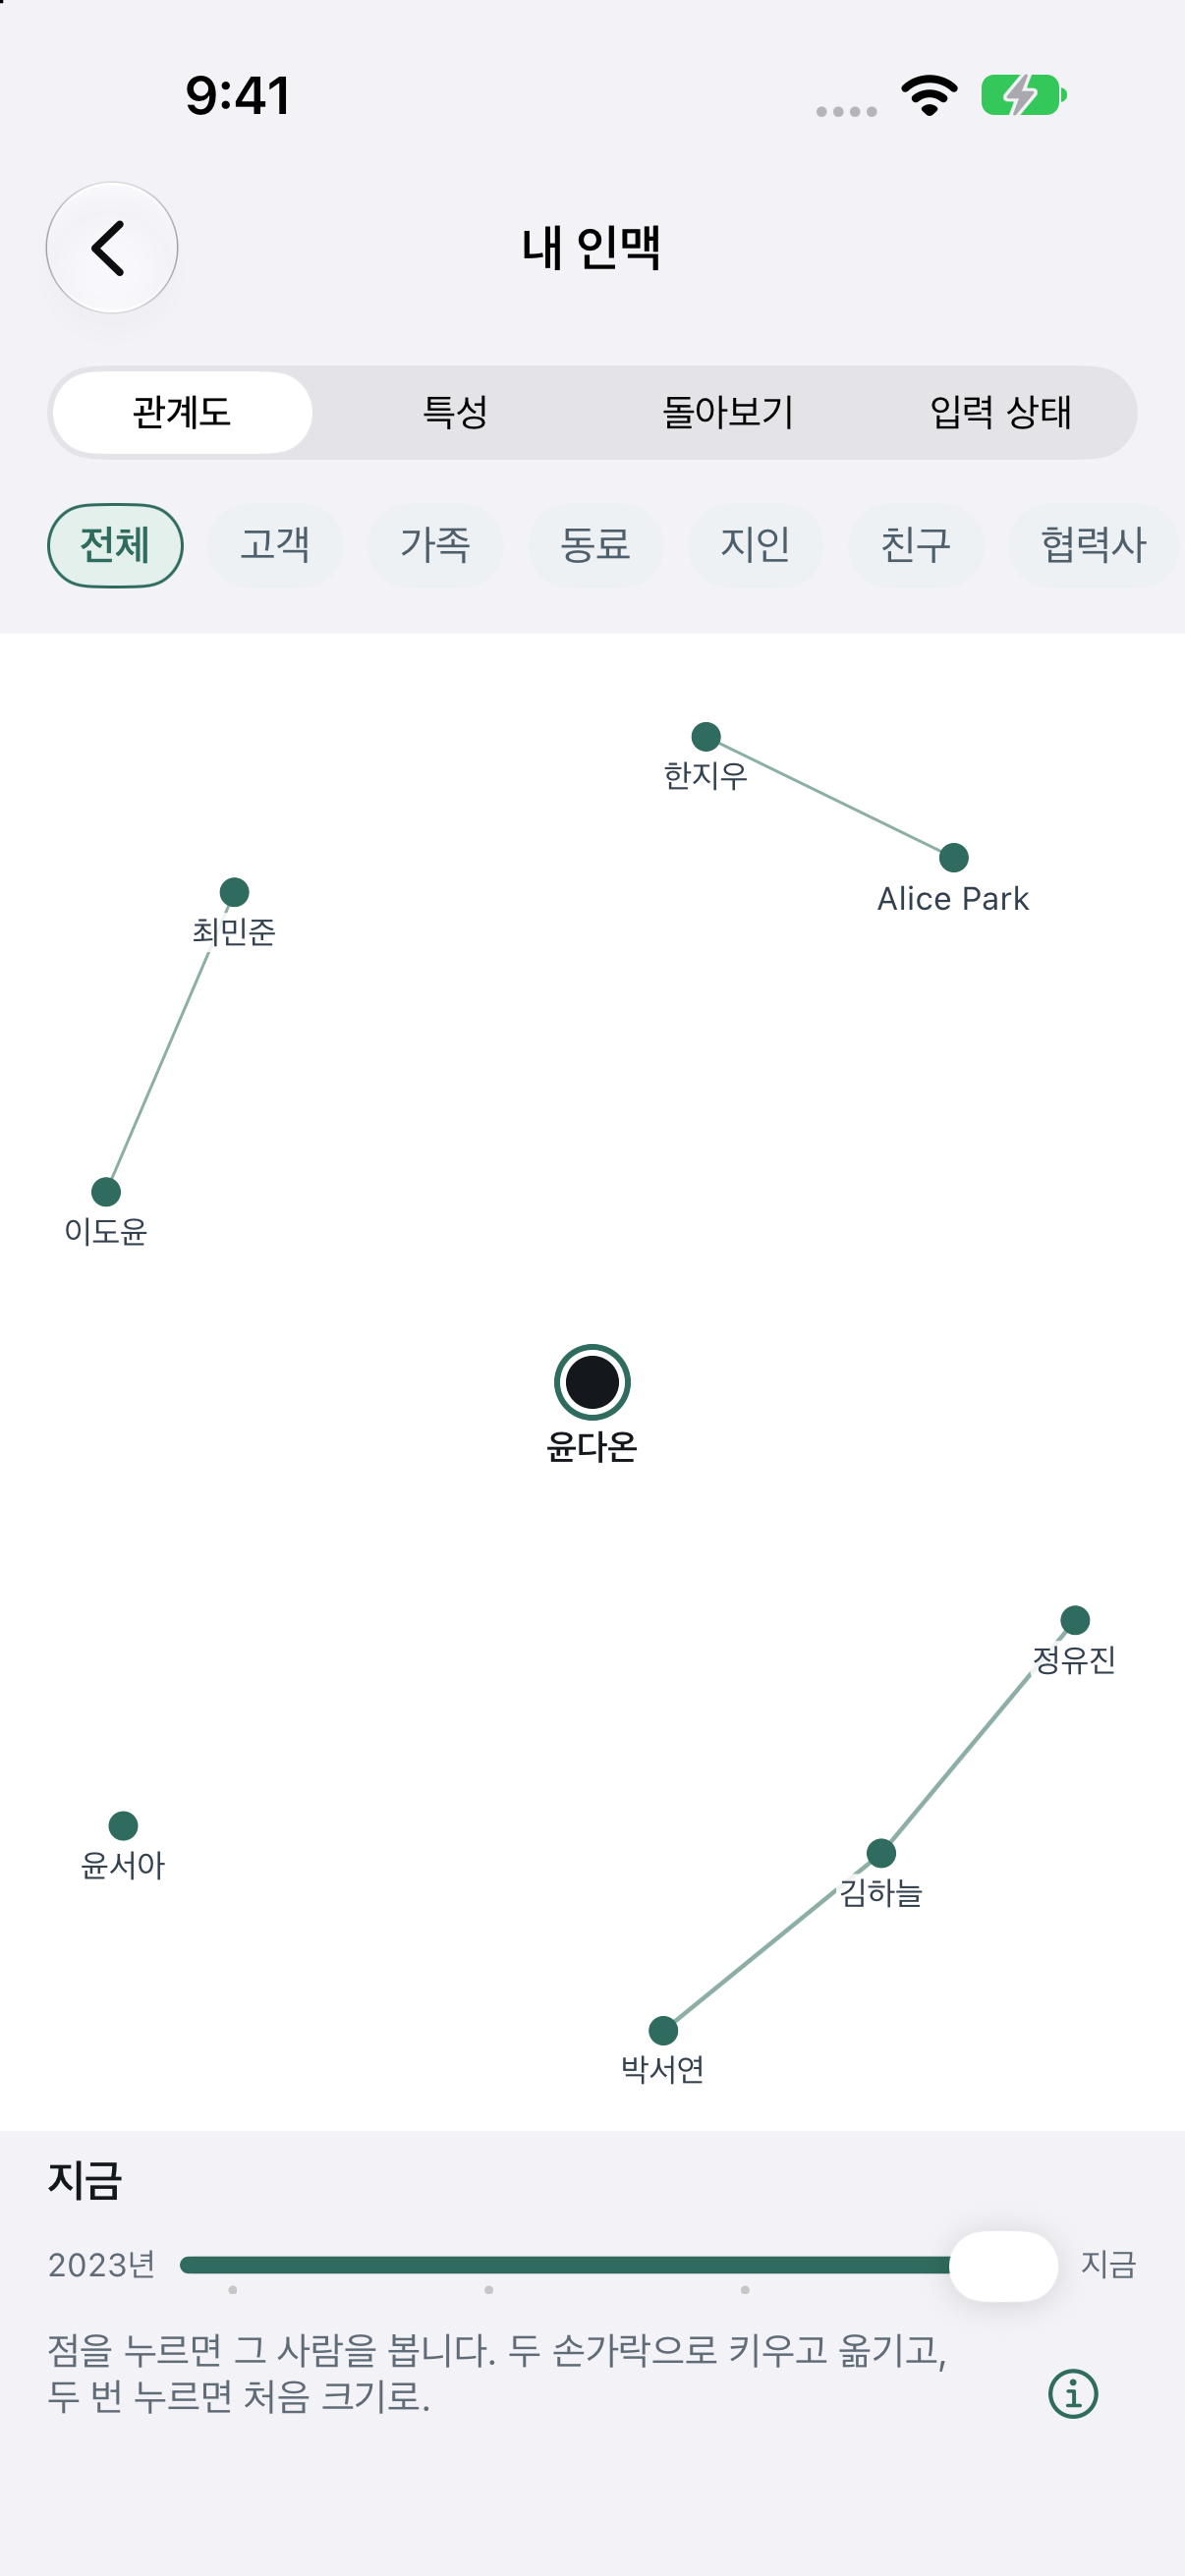 9:41
내 인맥
관계도 특성 돌아보기 입력 상태
전체 고객 가족 동료 지인 친구 협력사
한지우
Alice Park
최민준
이도윤
윤다온
정유진
윤서아
김하늘
박서연
지금
2023년 지금
점을 누르면 그 사람을 봅니다. 두 손가락으로 키우고 옮기고,
두 번 누르면 처음 크기로.